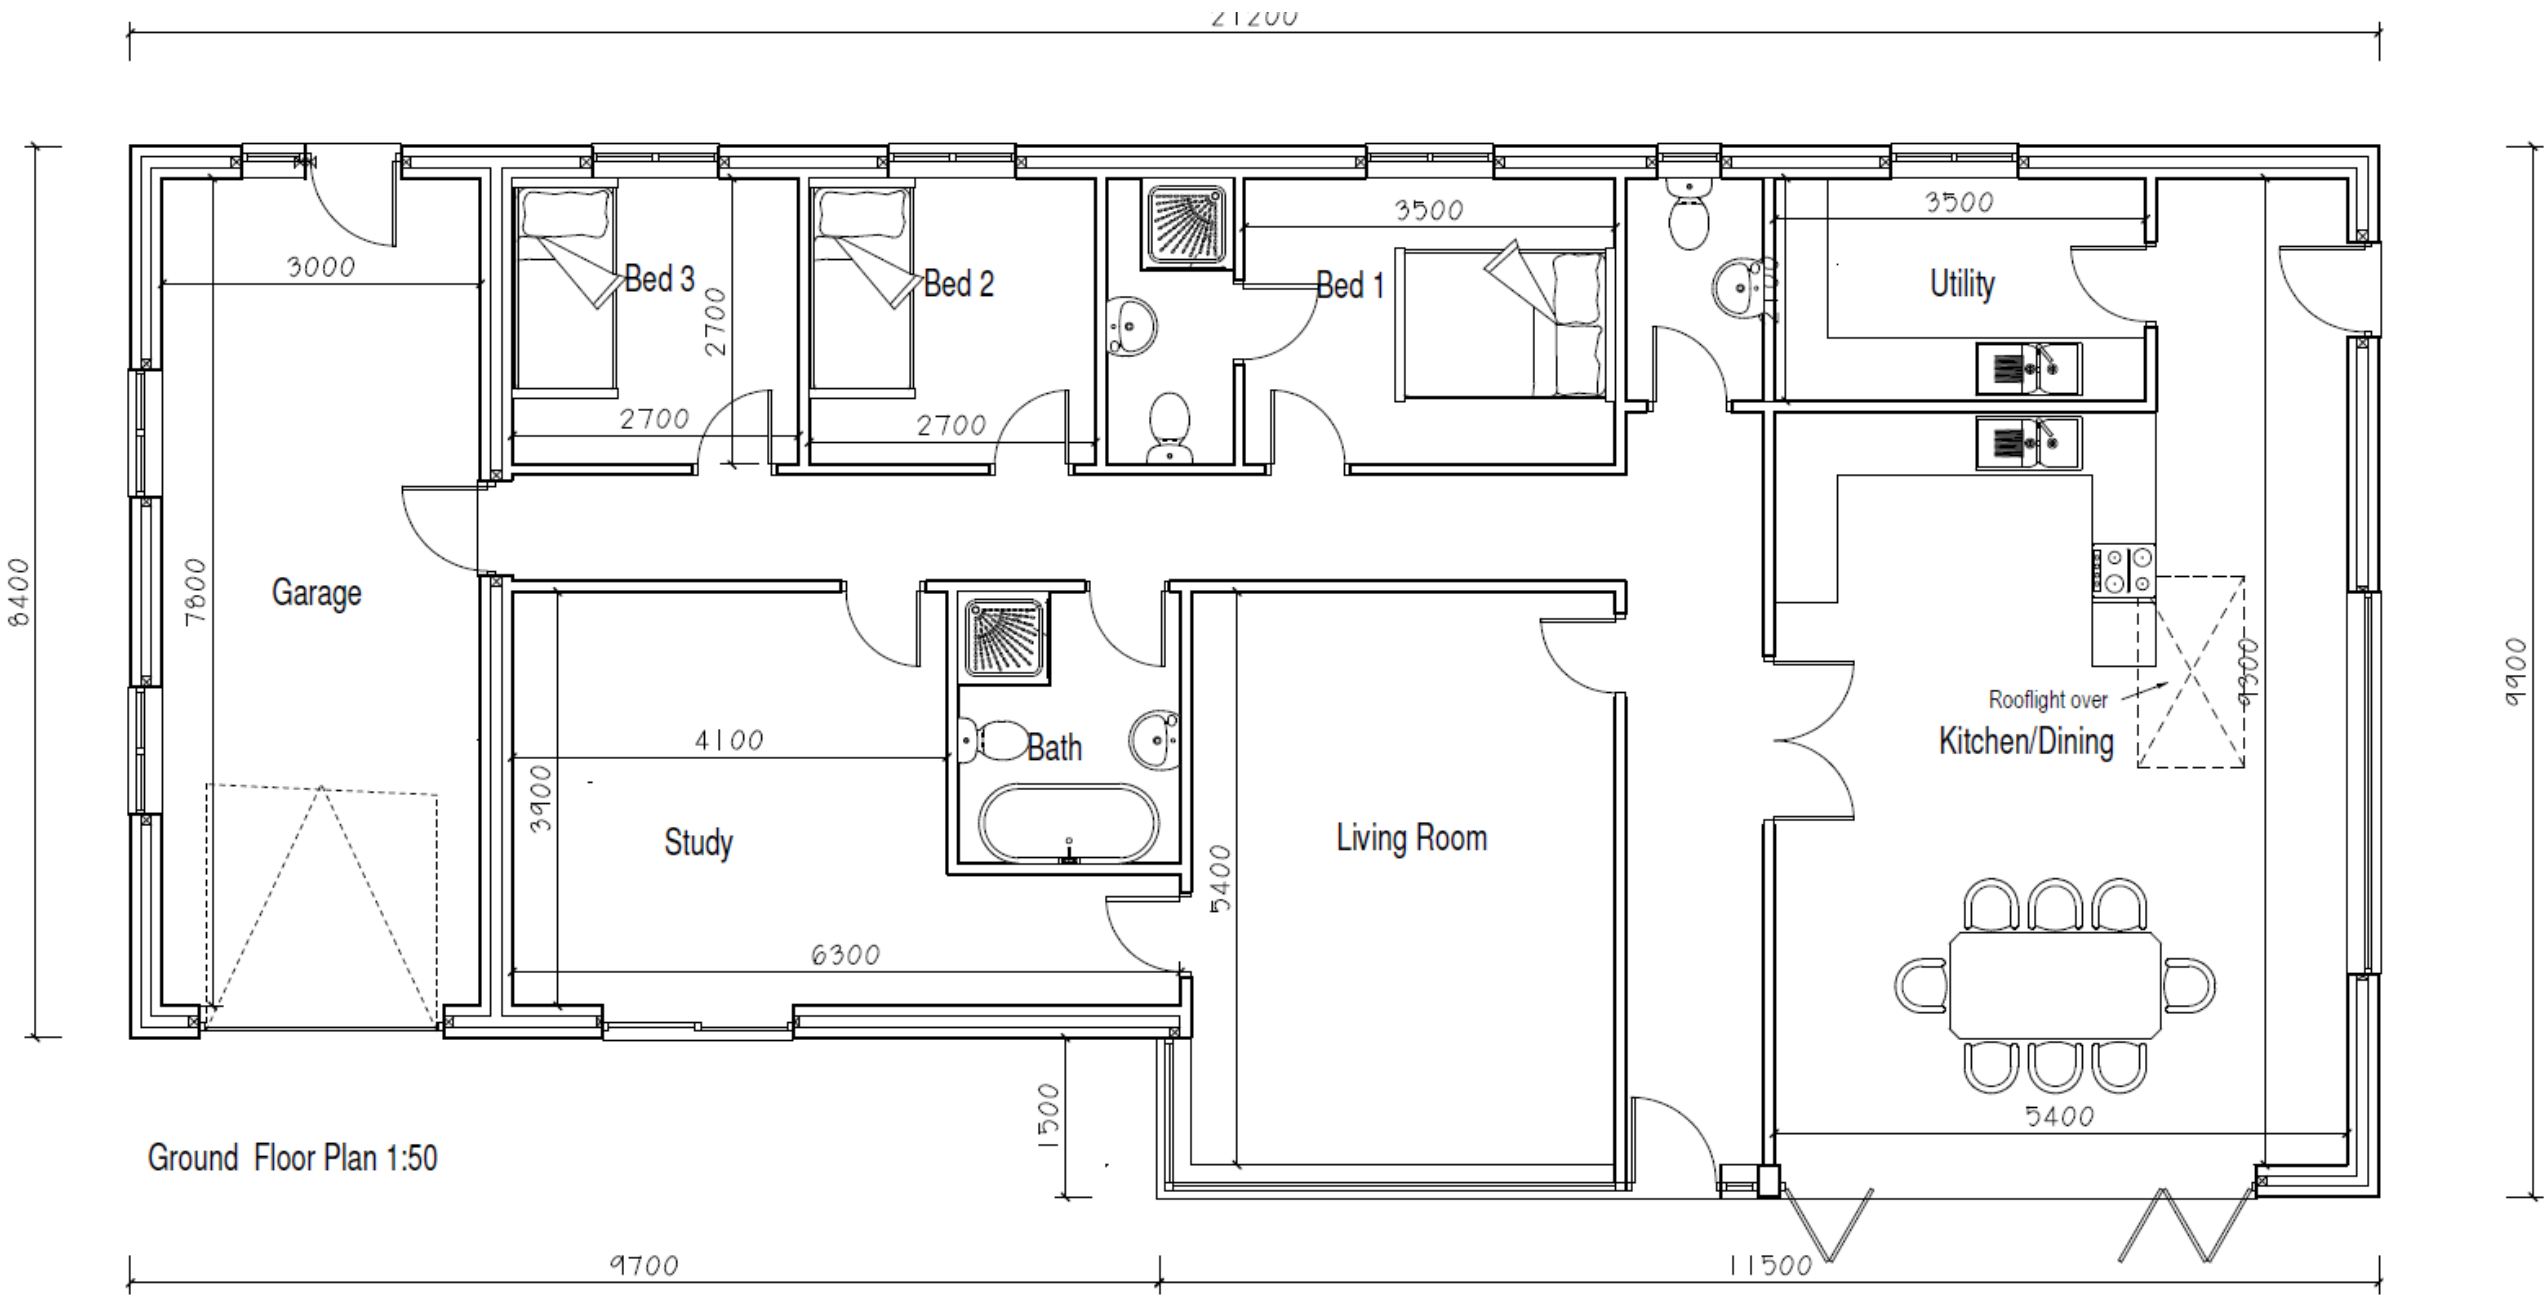 21200
3500
3500
3000
Bed 3
Bed 2
Bed 1
Utility
2700
2100
2700
2700
8400
7800
Garage
9300
9900
Rooflight over
Kitchen/Dining
4100
Bath
3900
Study
Living Room
5400
6300
1500
5400
Ground Floor Plan 1:50
9700
11500